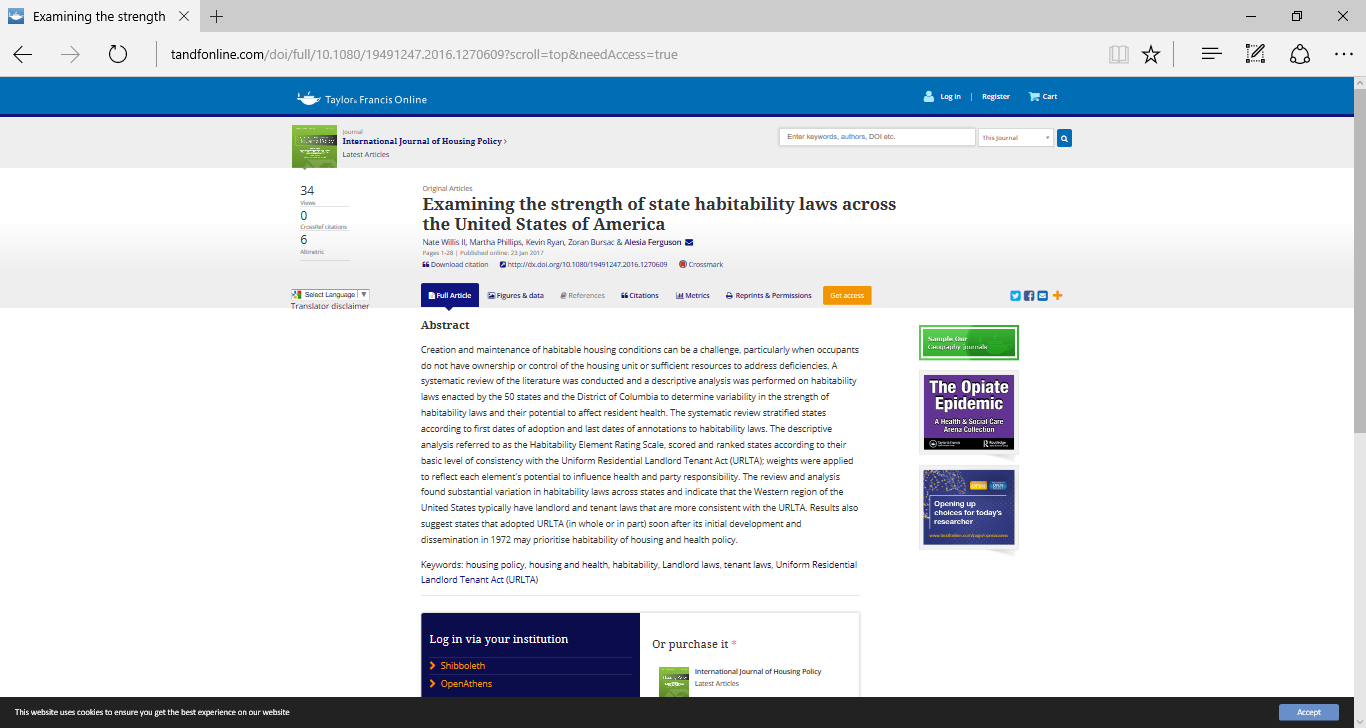 Examining the strength
tandfonline.com/doi/full/10.1080/19491247.2016.1270609?scroll=top&needAccess=true
Taylor & Francis Online
Log in | Register Cart
Journal
International Journal of Housing Policy >
Latest Articles
Enter keywords, authors, DOI etc.
This Journal
34
Views
0
CrossRef citations
6
Altmetric
Select Language ▼
Translator disclaimer
Original Articles
Examining the strength of state habitability laws across
the United States of America
Nate Willis II, Martha Phillips, Kevin Ryan, Zoran Bursac & Alesia Ferguson
Pages 1-28 | Published online: 23 Jan 2017
Download citation http://dx.doi.org/10.1080/19491247.2016.1270609 Crossmark
Full Article Figures & data References Citations Metrics Reprints & Permissions Get access
Abstract
Creation and maintenance of habitable housing conditions can be a challenge, particularly when occupants
do not have ownership or control of the housing unit or sufficient resources to address deficiencies. A
systematic review of the literature was conducted and a descriptive analysis was performed on habitability
laws enacted by the 50 states and the District of Columbia to determine variability in the strength of
habitability laws and their potential to affect resident health. The systematic review stratified states
according to first dates of adoption and last dates of annotations to habitability laws. The descriptive
analysis referred to as the Habitability Element Rating Scale, scored and ranked states according to their
basic level of consistency with the Uniform Residential Landlord Tenant Act (URLTA); weights were applied
to reflect each element's potential to influence health and party responsibility. The review and analysis
found substantial variation in habitability laws across states and indicate that the Western region of the
United States typically have landlord and tenant laws that are more consistent with the URLTA. Results also
suggest states that adopted URLTA (in whole or in part) soon after its initial development and
dissemination in 1972 may prioritise habitability of housing and health policy.
Keywords: housing policy, housing and health, habitability, Landlord laws, tenant laws, Uniform Residential
Landlord Tenant Act (URLTA)
Log in via your institution
Shibboleth
OpenAthens
Or purchase it *
International Journal of Housing Policy
Latest Articles
Sample Our
Geography journals
The Opiate
Epidemic
A Health & Social Care
Arena Collection
Taylor & Francis Routledge
OPEN
Opening up
choices for today's
researcher
This website uses cookies to ensure you get the best experience on our website
Accept